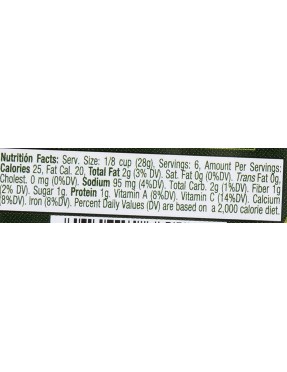 Nutrition Facts: Serv. Size: 1/8 cup (28g), Servings: 6, Amount Per Serving:
Calories 25, Fat Cal. 20, Total Fat 2g (3% DV), Sat. Fat 0g (0%DV), Trans Fat 0g,
Cholest. 0 mg (0%DV), Sodium 95 mg (4%DV), Total Carb. 2g (1%DV), Fiber 1g
(2% DV), Sugar 1g, Protein 1g, Vitamin A (8%DV), Vitamin C (14%DV), Calcium
(8%DV), Iron (8%DV). Percent Daily Values (DV) are based on a 2,000 calorie diet.